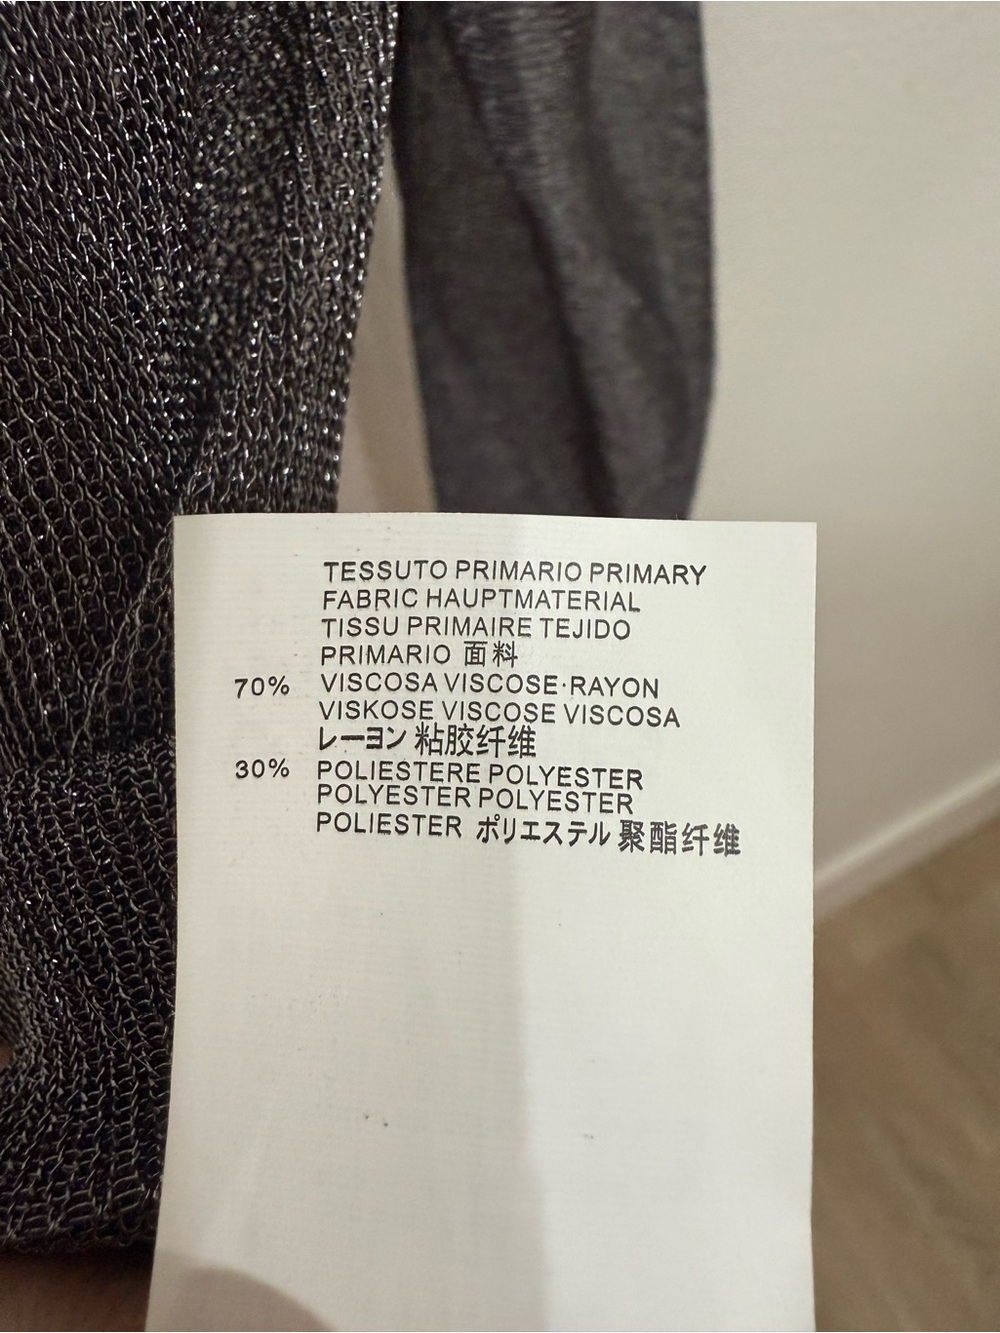 TESSUTO PRIMARIO PRIMARY
FABRIC HAUPTMATERIAL
TISSU PRIMAIRE TEJIDO
PRIMARIO 面料
70% VISCOSA VISCOSE·RAYON
VISKOSE VISCOSE VISCOSA
レーヨン 粘胶纤维
30% POLIESTERE POLYESTER
POLYESTER POLYESTER
POLIESTER ポリエステル 聚酯纤维